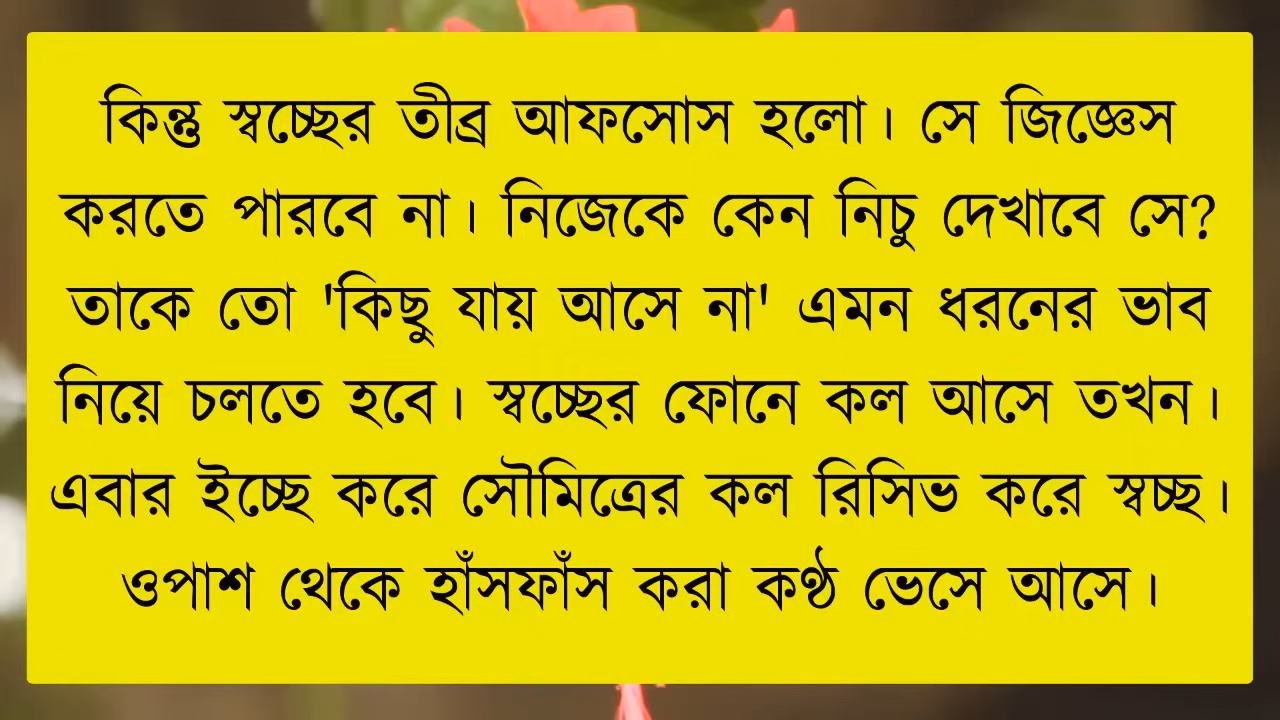 কিন্তু স্বচ্ছের তীব্র আফসোস হলো। সে জিজ্ঞেস
করতে পারবে না। নিজেকে কেন নিচু দেখাবে সে?
তাকে তো 'কিছু যায় আসে না' এমন ধরনের ভাব
নিয়ে চলতে হবে। স্বচ্ছের ফোনে কল আসে তখন।
এবার ইচ্ছে করে সৌমিত্রের কল রিসিভ করে স্বচ্ছ।
ওপাশ থেকে হাঁসফাঁস করা কণ্ঠ ভেসে আসে।